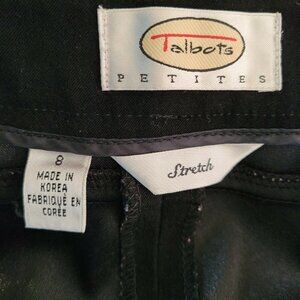 Talbots
PETITES
8
MADE IN
KOREA
FABRIQUÉ EN
CORÉE
Stretch